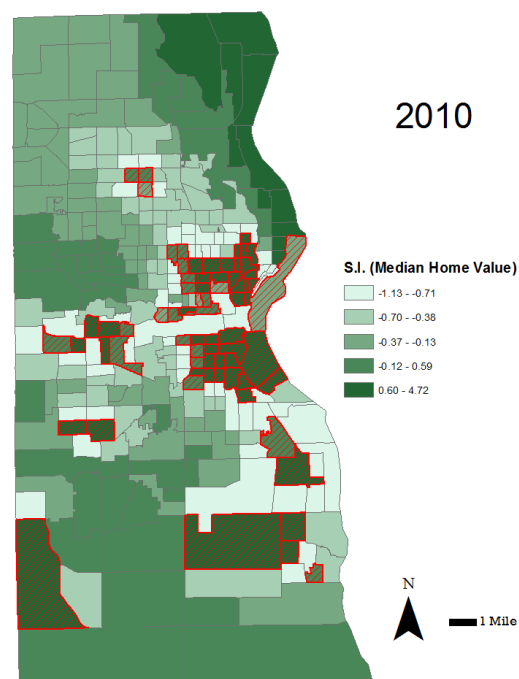 2010
S.I. (Median Home Value)
-1.13 - -0.71
-0.70 - -0.38
-0.37 - -0.13
-0.12 - 0.59
0.60 - 4.72
N
1 Mile